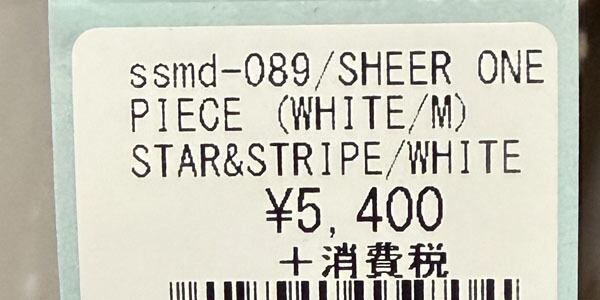 ssmd-089/SHEER ONE
PIECE (WHITE/M)
STAR&STRIPE/WHITE
¥5,400
+消費税